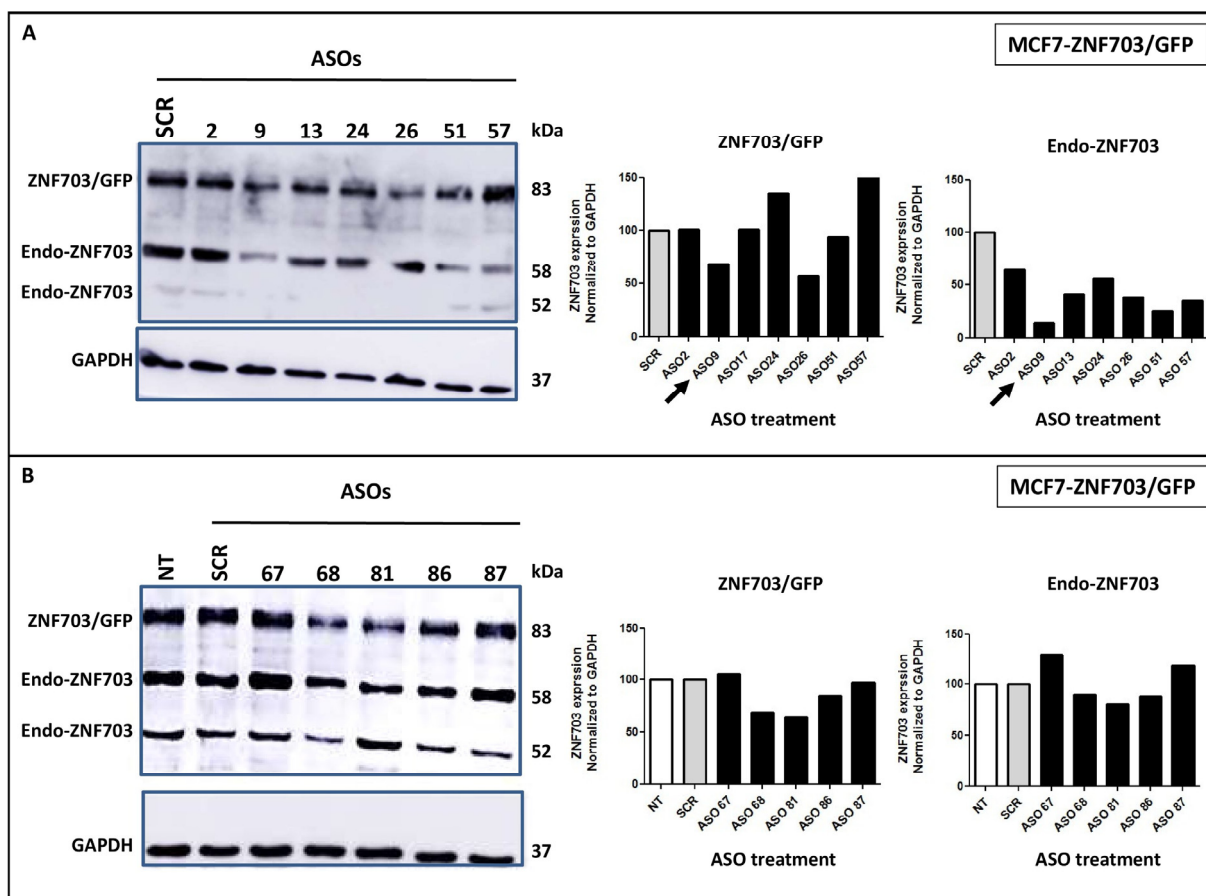 A
MCF7-ZNF703/GFP
ASOs
SCR 2 9 13 24 26 51 57 kDa
ZNF703/GFP
83
Endo-ZNF703
58
Endo-ZNF703
52
GAPDH
37
ZNF703/GFP
ZNF703 exprssion
Normalized to GAPDH
150
100
50
0
SCR ASO2 ASO9 ASO17 ASO24 ASO26 ASO51 ASO57
ASO treatment
Endo-ZNF703
ZNF703 exprssion
Normalized to GAPDH
150
100
50
0
SCR ASO2 ASO9 ASO13 ASO24 ASO 26 ASO 51 ASO 57
ASO treatment
B
MCF7-ZNF703/GFP
ASOs
NT SCR 67 68 81 86 87 kDa
ZNF703/GFP
83
Endo-ZNF703
58
Endo-ZNF703
52
GAPDH
37
ZNF703/GFP
ZNF703 exprssion
Normalized to GAPDH
150
100
50
0
NT SCR ASO 67 ASO 68 ASO 81 ASO 86 ASO 87
ASO treatment
Endo-ZNF703
ZNF703 exprssion
Normalized to GAPDH
150
100
50
0
NT SCR ASO 67 ASO 68 ASO 81 ASO 86 ASO 87
ASO treatment